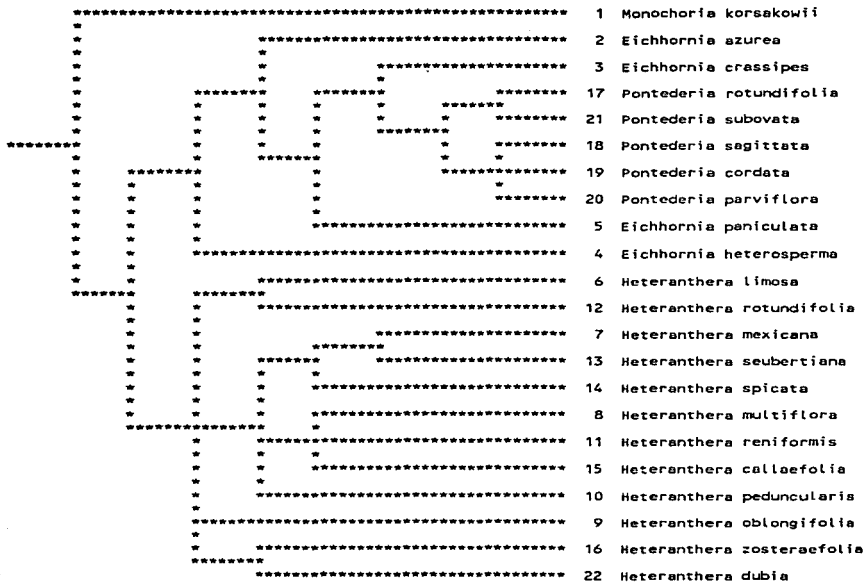 1 Monochoria korsakowii
2 Eichhornia azurea
3 Eichhornia crassipes
17 Pontederia rotundifolia
21 Pontederia subovata
18 Pontederia sagittata
19 Pontederia cordata
20 Pontederia parviflora
5 Eichhornia paniculata
4 Eichhornia heterosperma
6 Heteranthera limosa
12 Heteranthera rotundifolia
7 Heteranthera mexicana
13 Heteranthera seubertiana
14 Heteranthera spicata
8 Heteranthera multiflora
11 Heteranthera reniformis
15 Heteranthera callaefolia
10 Heteranthera peduncularis
9 Heteranthera oblongifolia
16 Heteranthera zosteraefolia
22 Heteranthera dubia